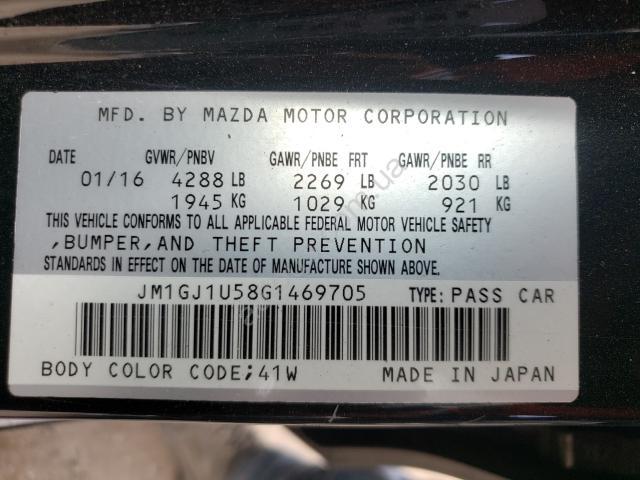 MFD. BY MAZDA MOTOR CORPORATION
DATE GVWR/PNBV GAWR/PNBE FRT GAWR/PNBE RR
01/16 4288 LB 2269 LB 2030 LB
1945 KG 1029 KG 921 KG
THIS VEHICLE CONFORMS TO ALL APPLICABLE FEDERAL MOTOR VEHICLE SAFETY
,BUMPER,AND THEFT PREVENTION
STANDARDS IN EFFECT ON THE DATE OF MANUFACTURE SHOWN ABOVE.
JM1GJ1U58G1469705 TYPE: PASS CAR
BODY COLOR CODE;41W MADE IN JAPAN